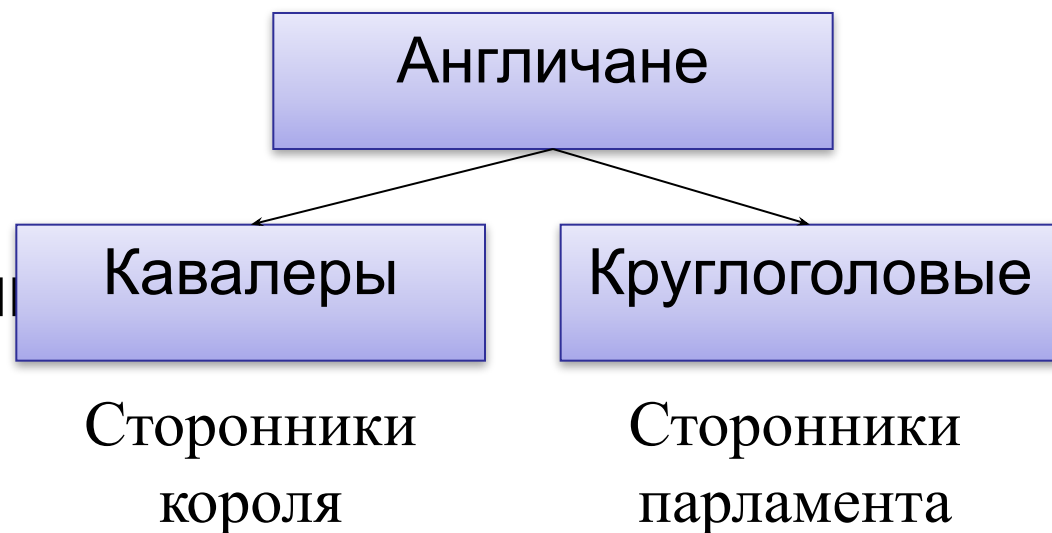 Англичане
Кавалеры
Круглоголовые
Сторонники
короля
Сторонники
парламента